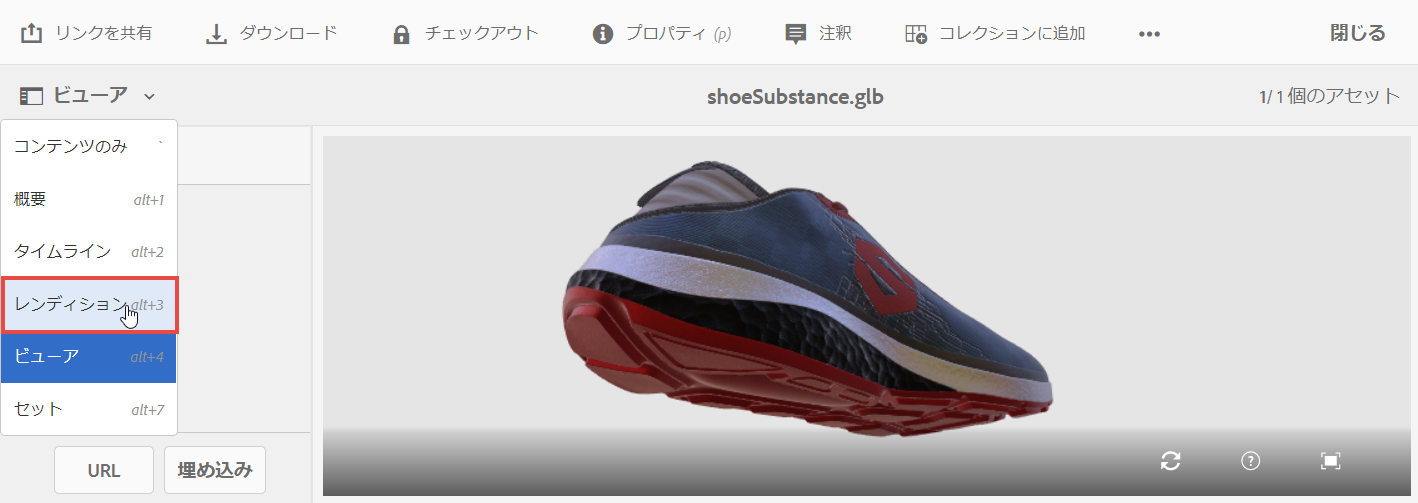 リンクを共有 ダウンロード チェックアウト プロパティ (p) 注釈 コレクションに追加 閉じる
ビューア shoeSubstance.glb 1/1 個のアセット
コンテンツのみ `
概要 alt+1
タイムライン alt+2
レンディション alt+3
ビューア alt+4
セット alt+7
URL 埋め込み